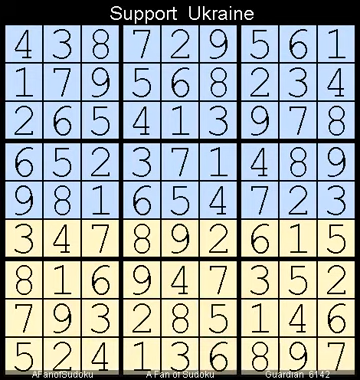 Support Ukraine
4 3 8 7 2 9 5 6 1
1 7 9 5 6 8 2 3 4
2 6 5 4 1 3 9 7 8
6 5 2 3 7 1 4 8 9
9 8 1 6 5 4 7 2 3
3 4 7 8 9 2 6 1 5
8 1 6 9 4 7 3 5 2
7 9 3 2 8 5 1 4 6
5 2 4 1 3 6 8 9 7
AFanofSudoku A Fan of Sudoku Guardian 6142